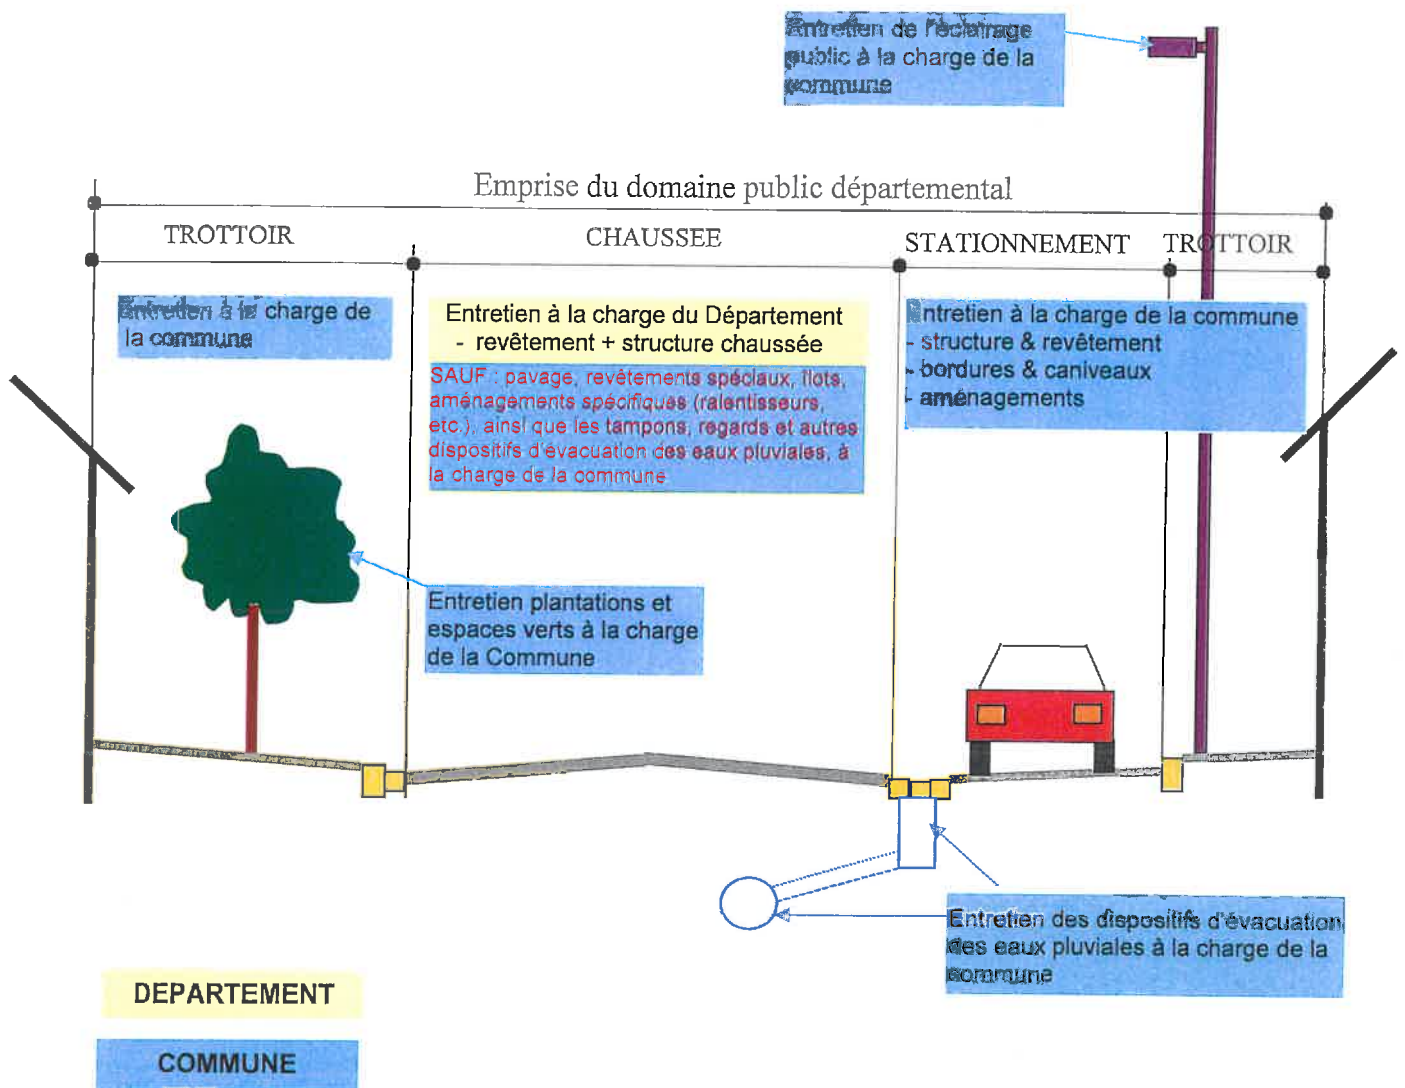 Entretien de l'éclairage
public à la charge de la
commune
Emprise du domaine public départemental
TROTTOIR
CHAUSSEE
STATIONNEMENT
TROTTOIR
Entretien à la charge de
la commune
Entretien à la charge du Département
- revêtement + structure chaussée
SAUF : pavage, revêtements spéciaux, îlots,
aménagements spécifiques (ralentisseurs,
etc.), ainsi que les tampons, regards et autres
dispositifs d'évacuation des eaux pluviales, à
la charge de la commune
Entretien à la charge de la commune
- structure & revêtement
- bordures & caniveaux
- aménagements
Entretien plantations et
espaces verts à la charge
de la Commune
Entretien des dispositifs d'évacuation
des eaux pluviales à la charge de la
commune
DEPARTEMENT
COMMUNE